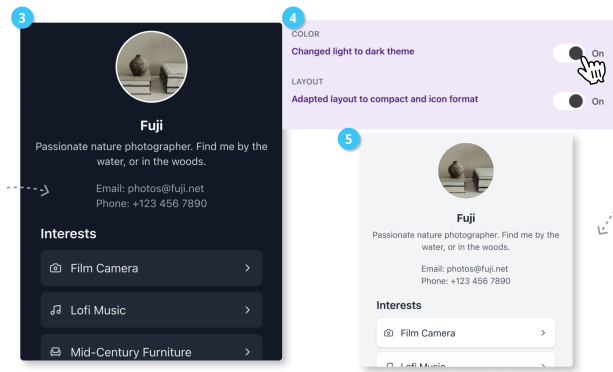 3
Fuji
Passionate nature photographer. Find me by the
water, or in the woods.
Email: photos@fuji.net
Phone: +123 456 7890
Interests
Film Camera
Lofi Music
Mid-Century Furniture
4
COLOR
Changed light to dark theme
On
LAYOUT
Adapted layout to compact and icon format
On
5
Fuji
Passionate nature photographer. Find me by the
water, or in the woods.
Email: photos@fuji.net
Phone: +123 456 7890
Interests
Film Camera
Lofi Music